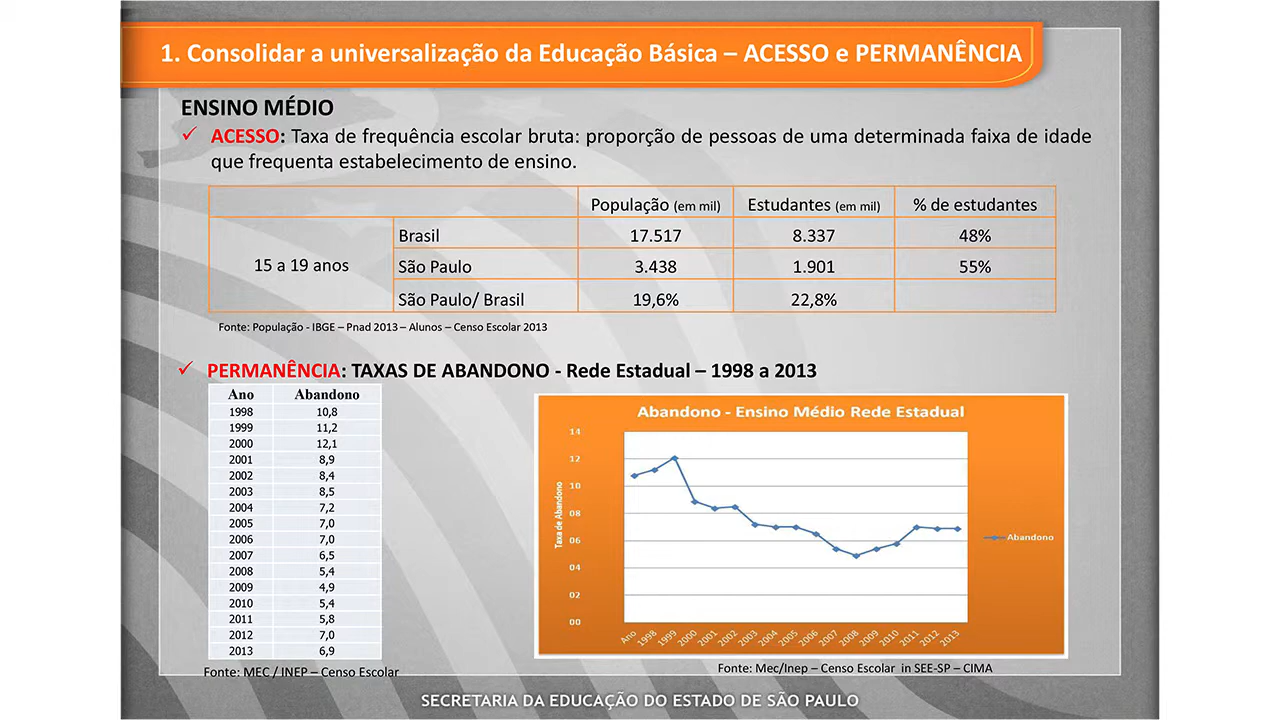 1. Consolidar a universalização da Educação Básica – ACESSO e PERMANÊNCIA
ENSINO MÉDIO
✓ ACESSO: Taxa de frequência escolar bruta: proporção de pessoas de uma determinada faixa de idade
que frequenta estabelecimento de ensino.
População (em mil) Estudantes (em mil) % de estudantes
15 a 19 anos
Brasil 17.517 8.337 48%
São Paulo 3.438 1.901 55%
São Paulo/ Brasil 19,6% 22,8%
Fonte: População - IBGE – Pnad 2013 – Alunos – Censo Escolar 2013
✓ PERMANÊNCIA: TAXAS DE ABANDONO - Rede Estadual – 1998 a 2013
Ano Abandono
1998 10,8
1999 11,2
2000 12,1
2001 8,9
2002 8,4
2003 8,5
2004 7,2
2005 7,0
2006 7,0
2007 6,5
2008 5,4
2009 4,9
2010 5,4
2011 5,8
2012 7,0
2013 6,9
Fonte: MEC / INEP – Censo Escolar
Abandono - Ensino Médio Rede Estadual
Taxa de Abandono
14
12
10
08
06
04
02
00
Ano 1998 1999 2000 2001 2002 2003 2004 2005 2006 2007 2008 2009 2010 2011 2012 2013
Abandono
Fonte: Mec/Inep – Censo Escolar in SEE-SP – CIMA
SECRETARIA DA EDUCAÇÃO DO ESTADO DE SÃO PAULO